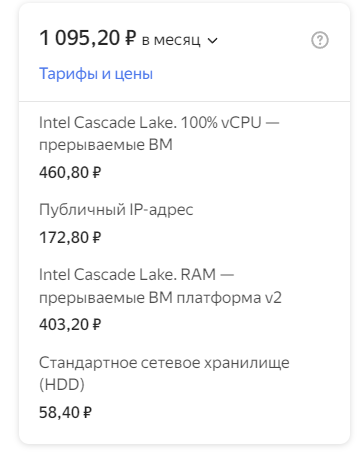 1 095,20 ₽ в месяц
Тарифы и цены
Intel Cascade Lake. 100% vCPU —
прерываемые ВМ
460,80 ₽
Публичный IP-адрес
172,80 ₽
Intel Cascade Lake. RAM —
прерываемые ВМ платформа v2
403,20 ₽
Стандартное сетевое хранилище
(HDD)
58,40 ₽